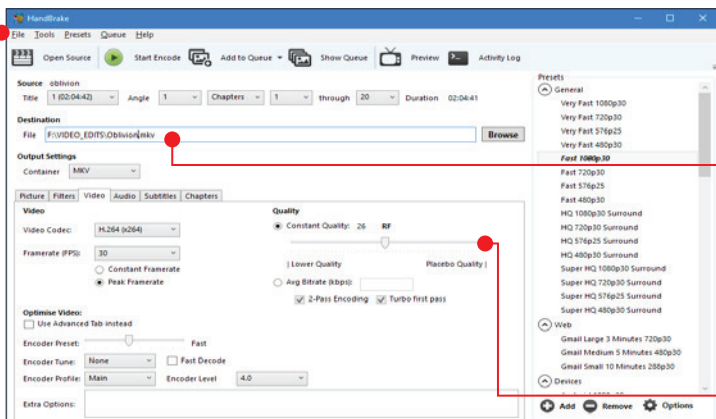 HandBrake
File Tools Presets Queue Help
Open Source Start Encode Add to Queue Show Queue Preview Activity Log
Source oblivion
Title 1 (02:04:42) Angle 1 Chapters 1 through 20 Duration 02:04:41
Destination
File F:\VIDEO_EDITS\Oblivion.mkv Browse
Output Settings
Container MKV
Picture Filters Video Audio Subtitles Chapters
Video
Video Codec: H.264 (x264)
Framerate (FPS): 30
Constant Framerate
Peak Framerate
Quality
Constant Quality: 26 RF
| Lower Quality Placebo Quality |
Avg Bitrate (kbps):
2-Pass Encoding Turbo first pass
Optimise Video:
Use Advanced Tab instead
Encoder Preset: Fast
Encoder Tune: None Fast Decode
Encoder Profile: Main Encoder Level 4.0
Extra Options:
Presets
General
Very Fast 1080p30
Very Fast 720p30
Very Fast 576p25
Very Fast 480p30
Fast 1080p30
Fast 720p30
Fast 576p25
Fast 480p30
HQ 1080p30 Surround
HQ 720p30 Surround
HQ 576p25 Surround
HQ 480p30 Surround
Super HQ 1080p30 Surround
Super HQ 720p30 Surround
Super HQ 576p25 Surround
Super HQ 480p30 Surround
Web
Gmail Large 3 Minutes 720p30
Gmail Medium 5 Minutes 480p30
Gmail Small 10 Minutes 288p30
Devices
Add Remove Options